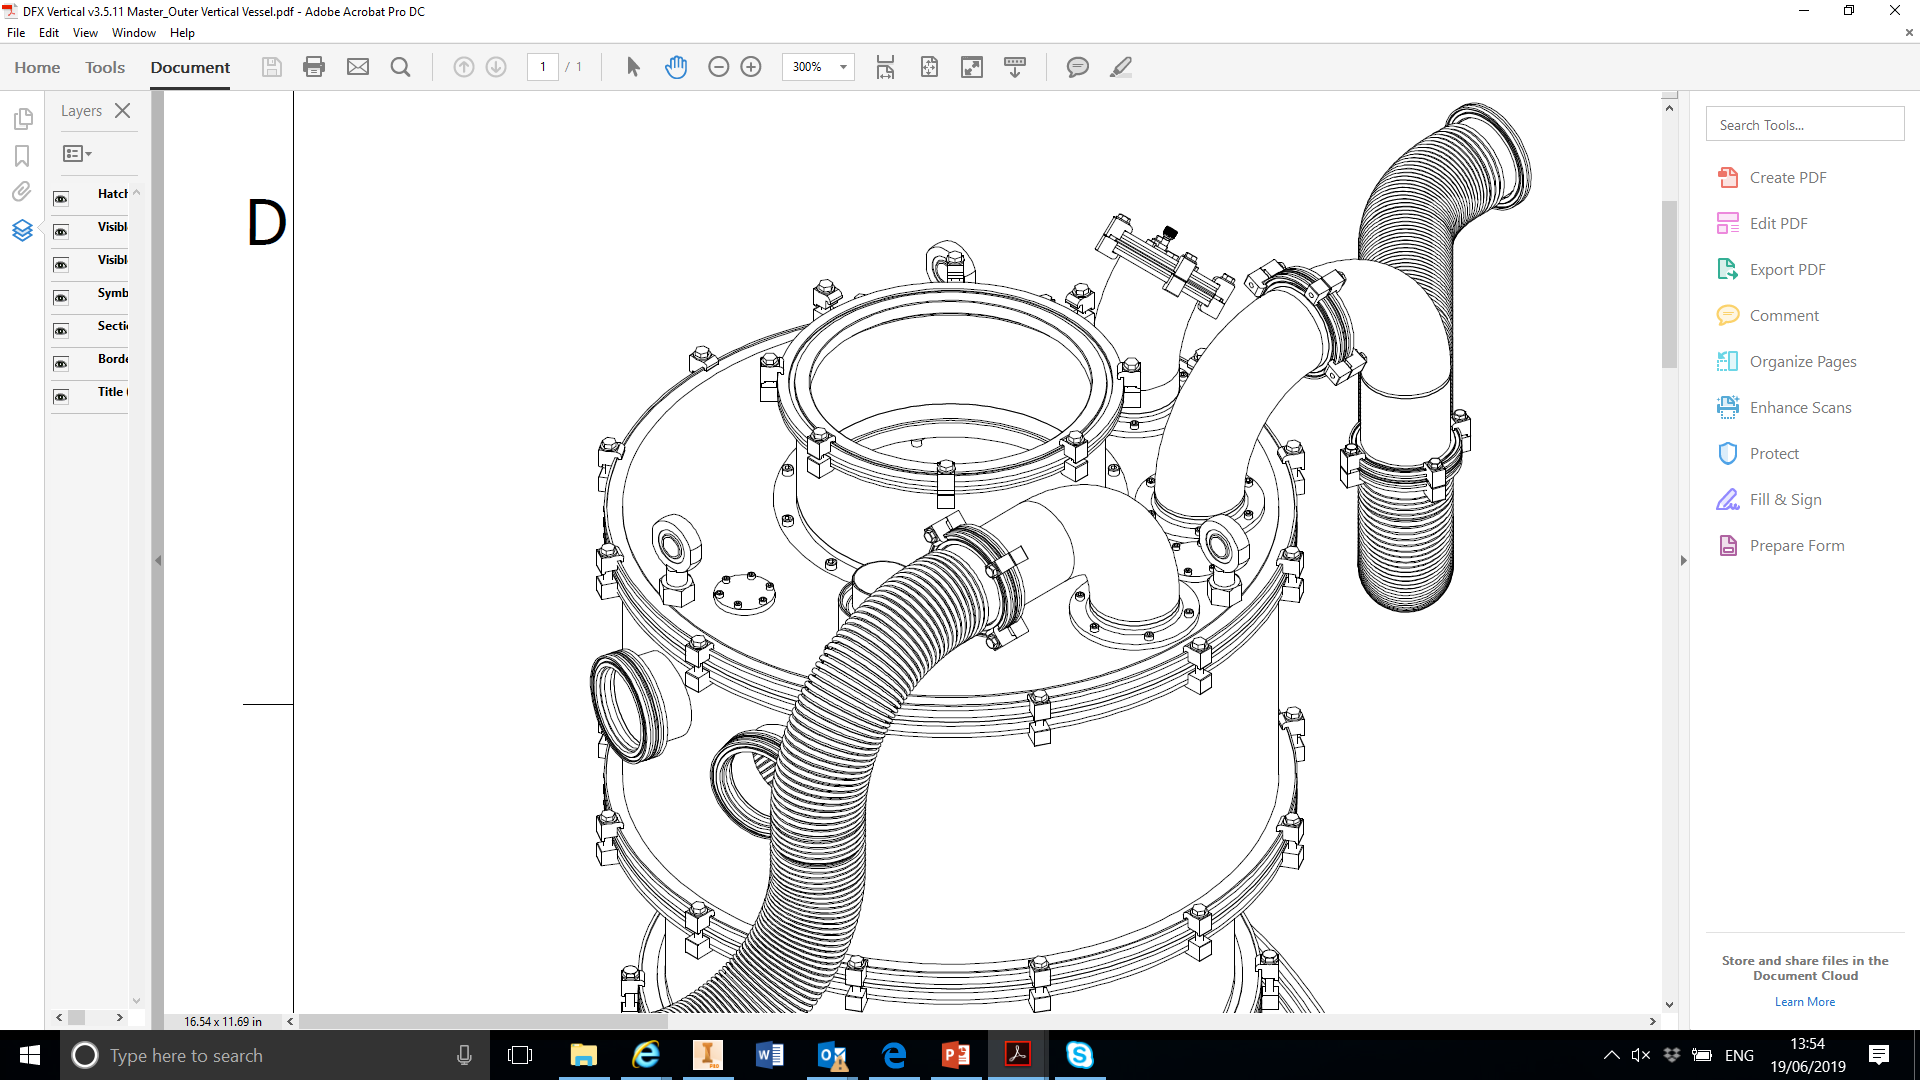 DFX Vertical v3.5.11 Master_Outer Vertical Vessel.pdf - Adobe Acrobat Pro DC
File Edit View Window Help
Home Tools Document 1 / 1 300%
Layers
Hatch
Visibl
Visibl
Symb
Secti
Borde
Title (
D
16.54 x 11.69 in
Search Tools...
Create PDF
Edit PDF
Export PDF
Comment
Organize Pages
Enhance Scans
Protect
Fill & Sign
Prepare Form
Store and share files in the
Document Cloud
Learn More
Type here to search
ENG
13:54
19/06/2019